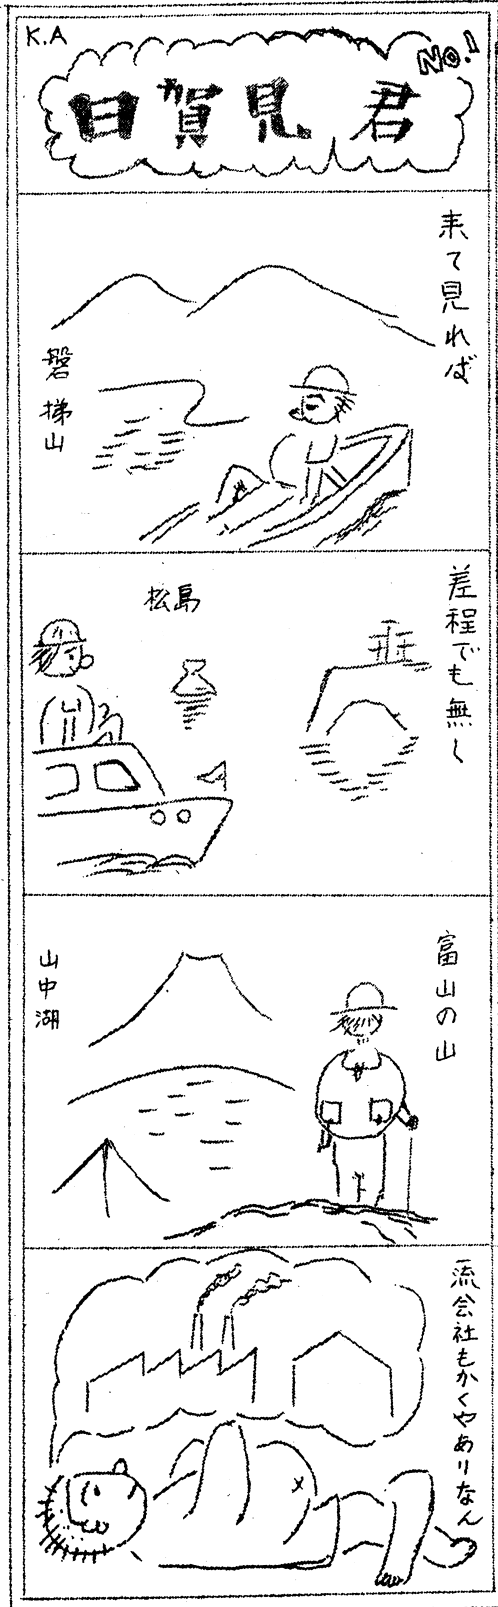 K.A
No.1
日賀見君
来て見れば
磐梯山
差程でも無し
松島
富山の山
山中湖
一流会社もかくやありなん